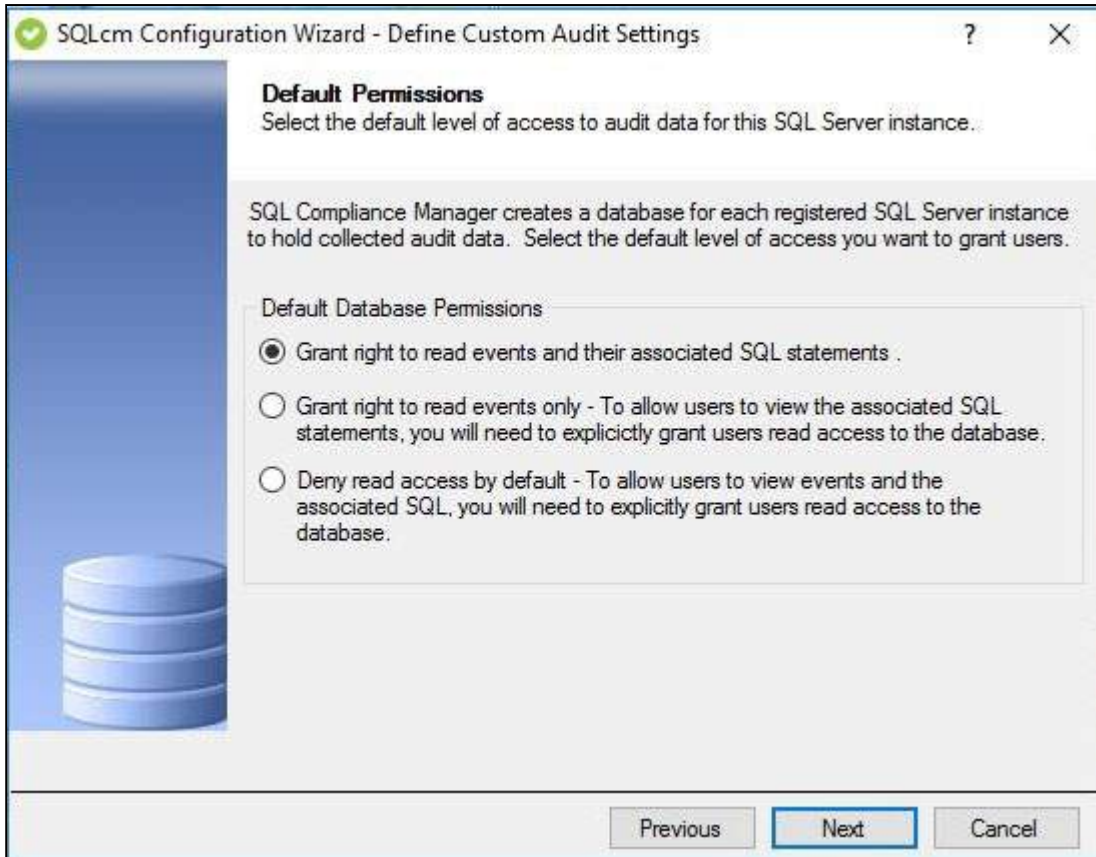 SQLcm Configuration Wizard - Define Custom Audit Settings
?
Default Permissions
Select the default level of access to audit data for this SQL Server instance.
SQL Compliance Manager creates a database for each registered SQL Server instance
to hold collected audit data. Select the default level of access you want to grant users.
Default Database Permissions
Grant right to read events and their associated SQL statements .
Grant right to read events only - To allow users to view the associated SQL
statements, you will need to explicictly grant users read access to the database.
Deny read access by default - To allow users to view events and the
associated SQL, you will need to explicitly grant users read access to the
database.
Previous
Next
Cancel